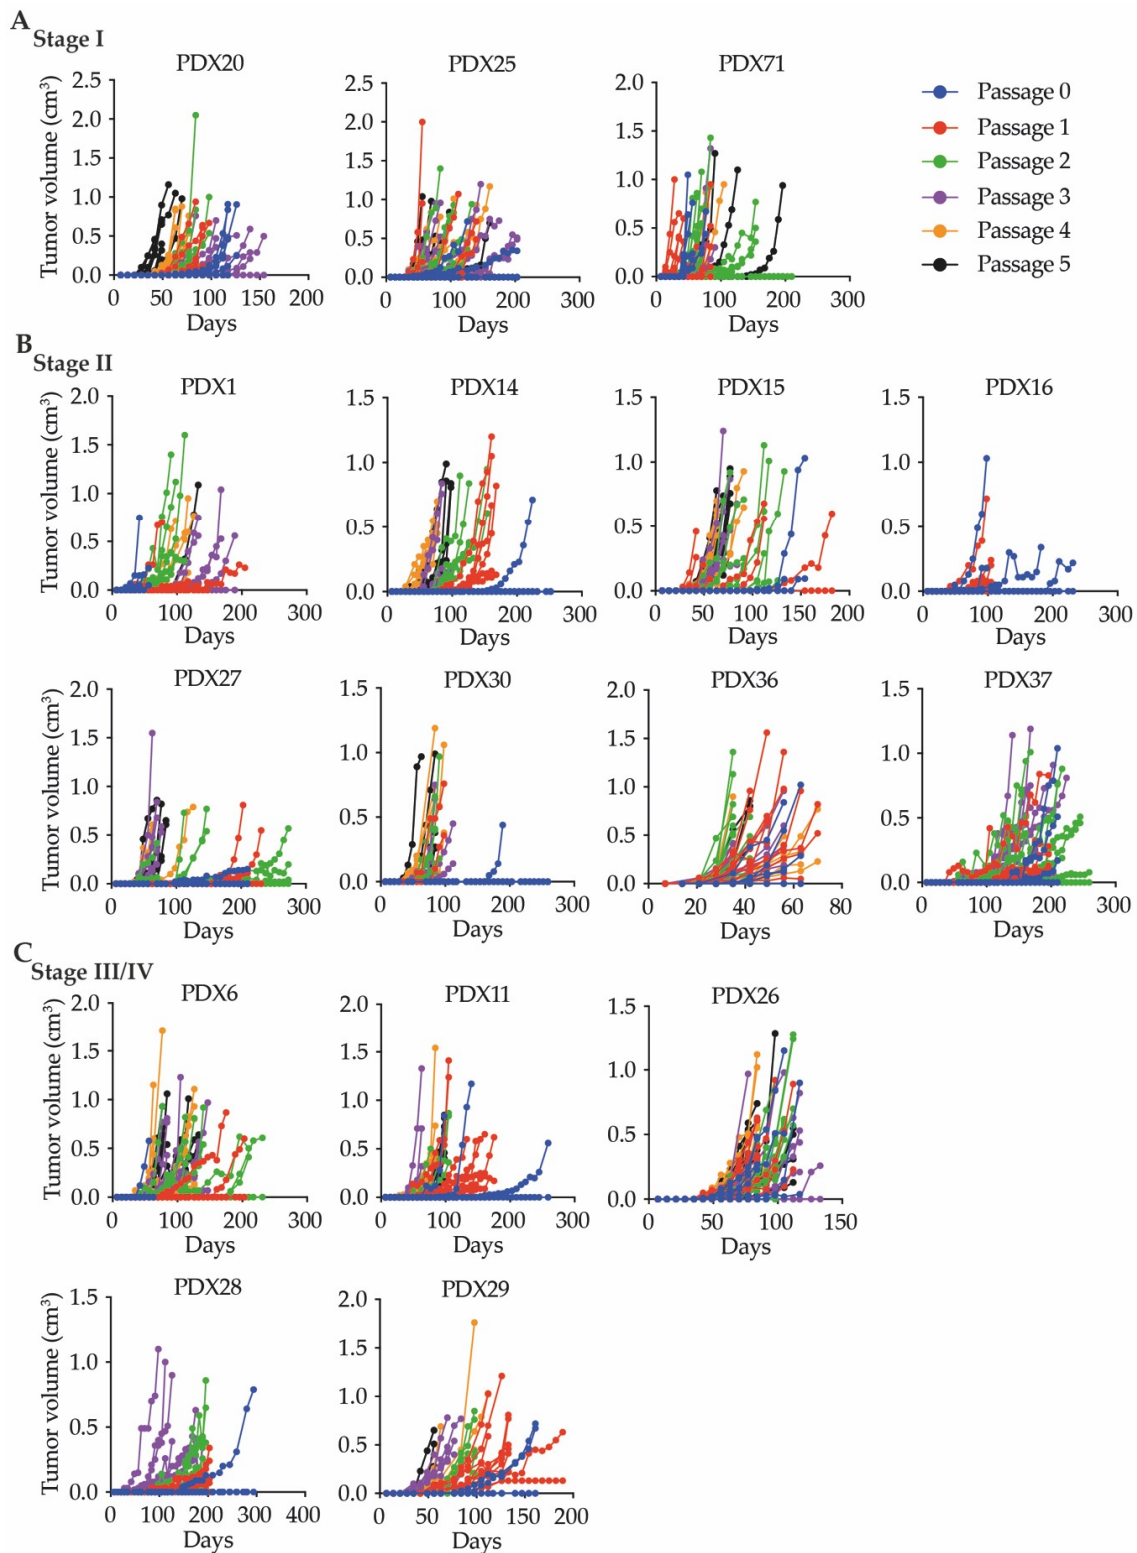 A
Stage I
PDX20
PDX25
PDX71
Tumor volume (cm³)
2.5
2.0
1.5
1.0
0.5
0.0
0
50
100
150
200
Days
2.5
2.0
1.5
1.0
0.5
0.0
0
100
200
300
Days
2.0
1.5
1.0
0.5
0.0
0
100
200
300
Days
Passage 0
Passage 1
Passage 2
Passage 3
Passage 4
Passage 5
B
Stage II
PDX1
PDX14
PDX15
PDX16
Tumor volume (cm³)
2.0
1.5
1.0
0.5
0.0
0
100
200
300
Days
1.5
1.0
0.5
0.0
0
100
200
300
Days
1.5
1.0
0.5
0.0
0
50
100
150
200
Days
1.5
1.0
0.5
0.0
0
100
200
300
Days
PDX27
PDX30
PDX36
PDX37
Tumor volume (cm³)
2.0
1.5
1.0
0.5
0.0
0
100
200
300
Days
1.5
1.0
0.5
0.0
0
100
200
300
Days
2.0
1.5
1.0
0.5
0.0
0
20
40
60
80
Days
1.5
1.0
0.5
0.0
0
100
200
300
Days
C
Stage III/IV
PDX6
PDX11
PDX26
Tumor volume (cm³)
2.0
1.5
1.0
0.5
0.0
0
100
200
300
Days
2.0
1.5
1.0
0.5
0.0
0
100
200
300
Days
1.5
1.0
0.5
0.0
0
50
100
150
Days
PDX28
PDX29
Tumor volume (cm³)
1.5
1.0
0.5
0.0
0
100
200
300
400
Days
2.0
1.5
1.0
0.5
0.0
0
50
100
150
200
Days